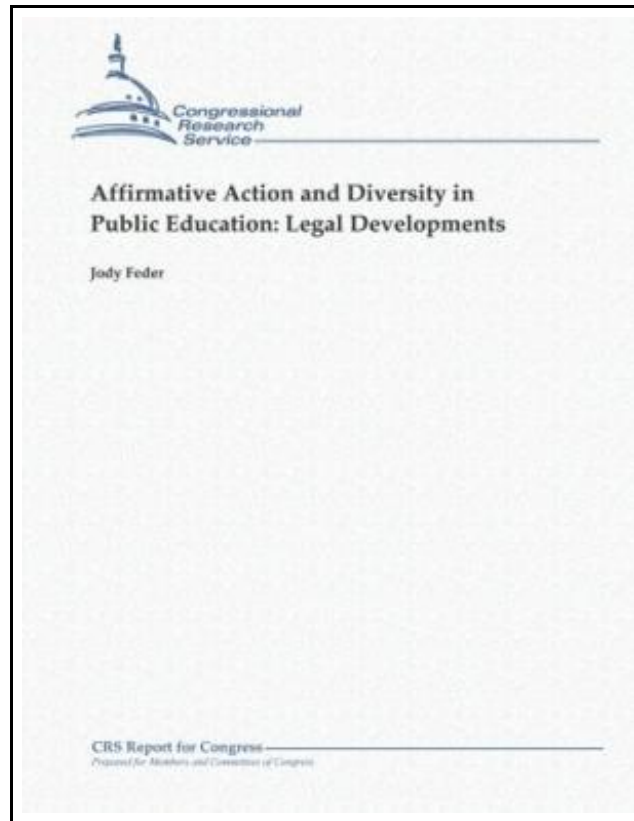 Congressional
Research
Service
Affirmative Action and Diversity in
Public Education: Legal Developments
Jody Feder
CRS Report for Congress
Prepared for Members and Committees of Congress